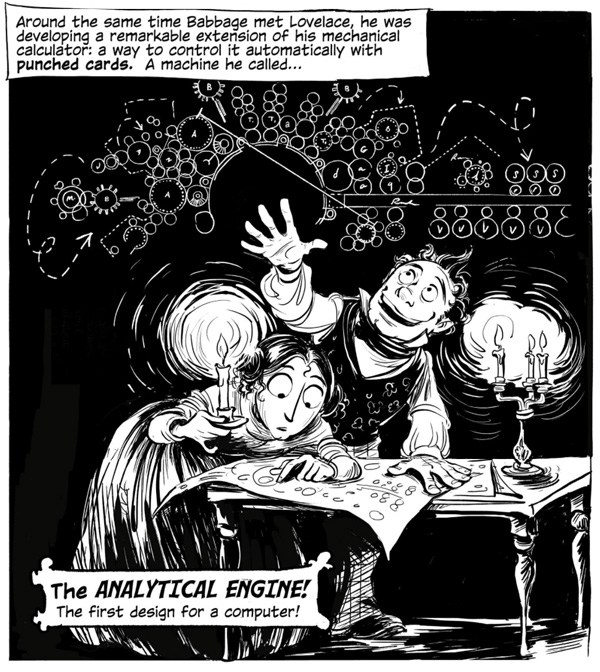 Around the same time Babbage met Lovelace, he was
developing a remarkable extension of his mechanical
calculator: a way to control it automatically with
punched cards. A machine he called...
B
B
A
A
A
m
B
S S S
V V V V V
The ANALYTICAL ENGINE!
The first design for a computer!